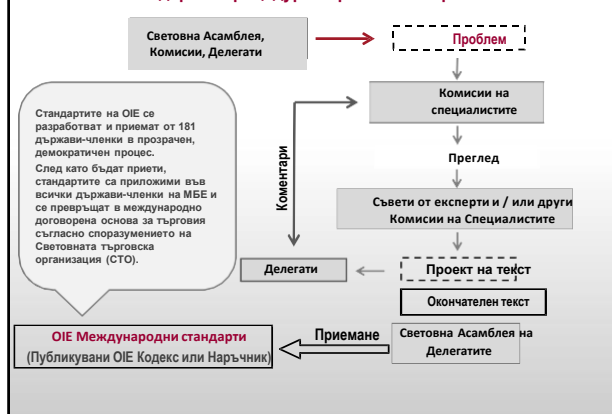 Световна Асамблея,
Комисии, Делегати
Проблем
Комисии на
специалистите
Стандартите на OIE се
разработват и приемат от 181
държави-членки в прозрачен,
демократичен процес.
След като бъдат приети,
стандартите са приложими във
всички държави-членки на МБЕ и
се превръщат в международно
договорена основа за търговия
съгласно споразумението на
Световната търговска
организация (СТО).
Коментари
Преглед
Съвети от експерти и / или други
Комисии на Специалистите
Делегати
Проект на текст
Окончателен текст
OIE Международни стандарти
(Публикувани OIE Кодекс или Наръчник)
Приемане
Световна Асамблея на
Делегатите